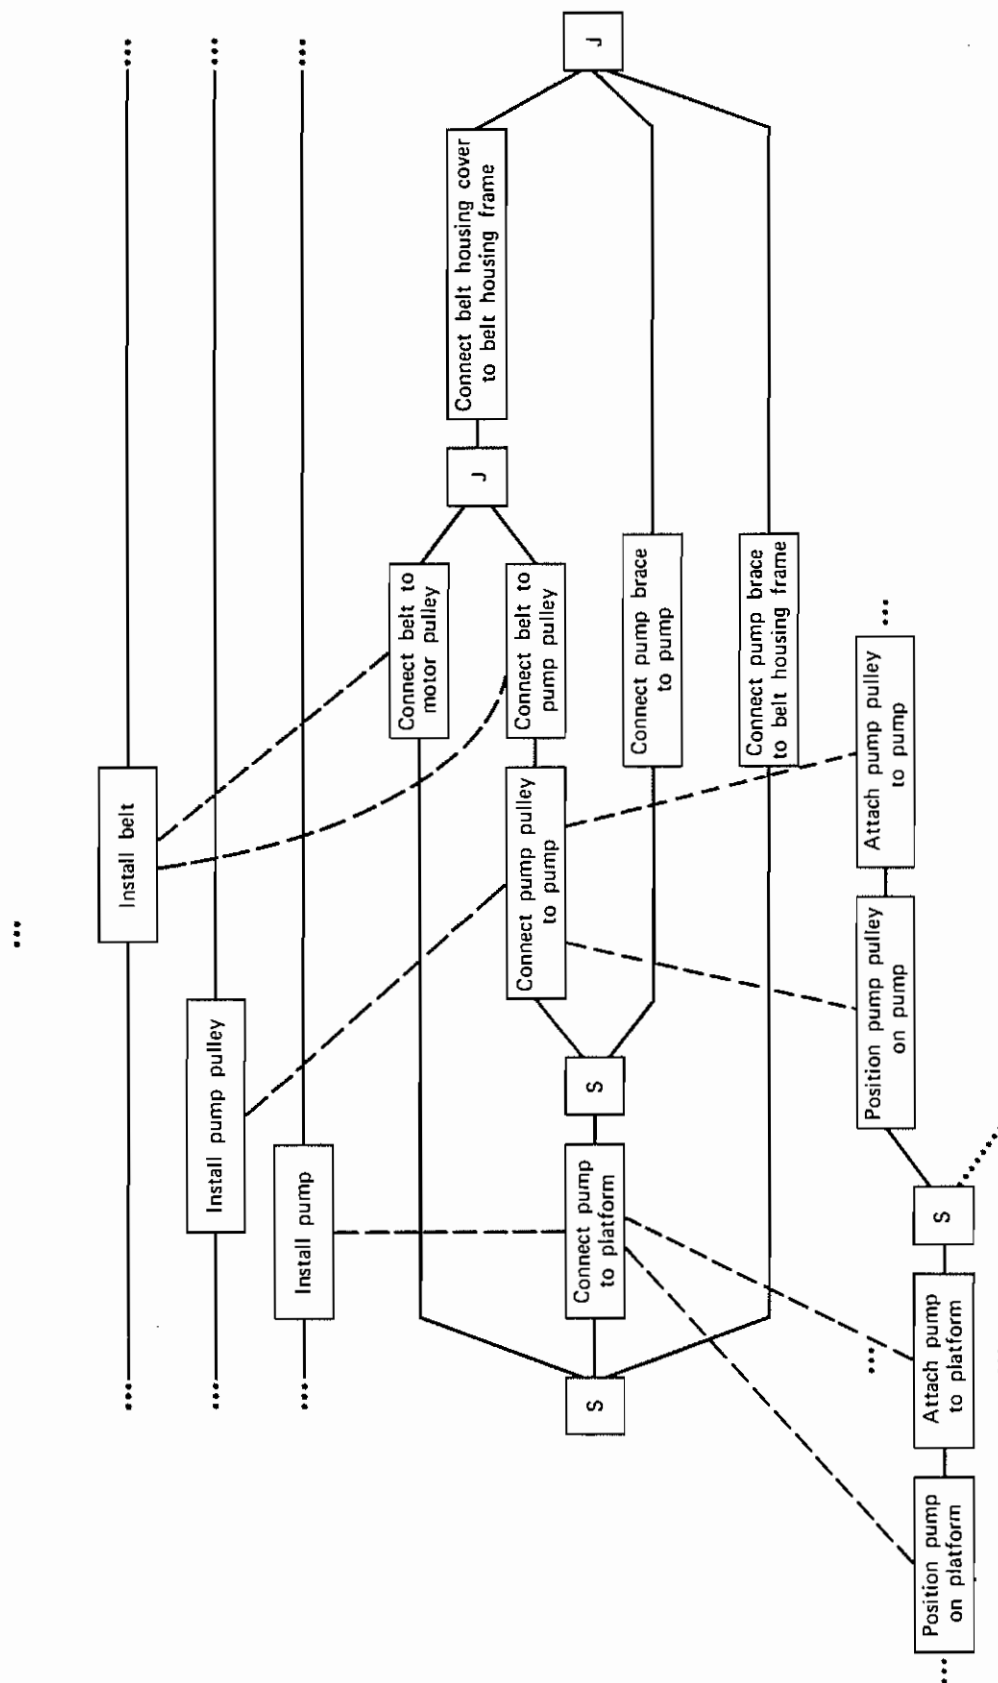 ...
... Install belt ...
... Install pump pulley ...
... Install pump ...
Connect belt to
motor pulley
J
Connect belt housing cover
to belt housing frame
Connect pump pulley
to pump
Connect belt to
pump pulley
S
Connect pump
to platform
S
J
Connect pump brace
to pump
Connect pump brace
to belt housing frame
...
Position pump pulley
on pump
Attach pump pulley
to pump
...
...
Position pump
on platform
Attach pump
to platform
S